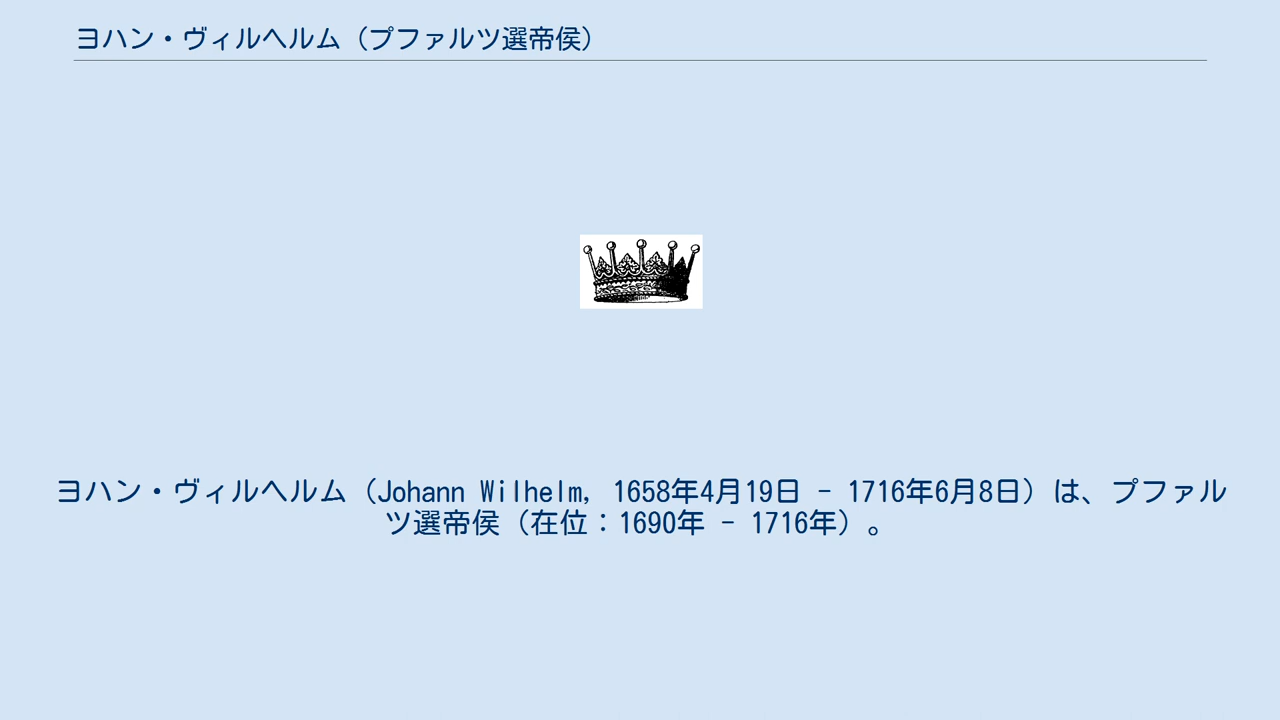 ヨハン・ヴィルヘルム（プファルツ選帝侯）
ヨハン・ヴィルヘルム（Johann Wilhelm, 1658年4月19日 - 1716年6月8日）は、プファル
ツ選帝侯（在位：1690年 - 1716年）。